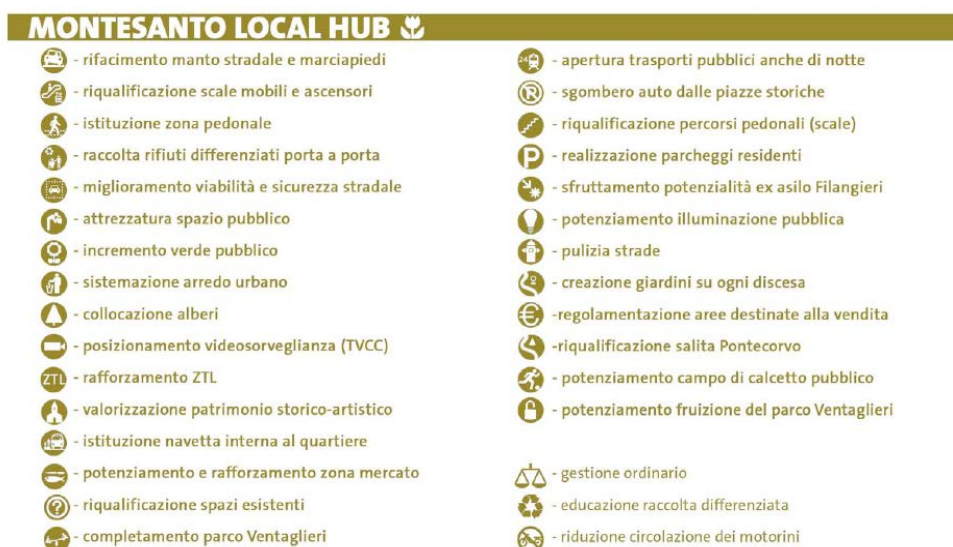 MONTESANTO LOCAL HUB
- rifacimento manto stradale e marciapiedi
- riqualificazione scale mobili e ascensori
- istituzione zona pedonale
- raccolta rifiuti differenziati porta a porta
- miglioramento viabilità e sicurezza stradale
- attrezzatura spazio pubblico
- incremento verde pubblico
- sistemazione arredo urbano
- collocazione alberi
- posizionamento videosorveglianza (TVCC)
ZTL - rafforzamento ZTL
- valorizzazione patrimonio storico-artistico
- istituzione navetta interna al quartiere
- potenziamento e rafforzamento zona mercato
? - riqualificazione spazi esistenti
- completamento parco Ventaglieri
24 - apertura trasporti pubblici anche di notte
R - sgombero auto dalle piazze storiche
- riqualificazione percorsi pedonali (scale)
P - realizzazione parcheggi residenti
- sfruttamento potenzialità ex asilo Filangieri
- potenziamento illuminazione pubblica
- pulizia strade
- creazione giardini su ogni discesa
€ -regolamentazione aree destinate alla vendita
-riqualificazione salita Pontecorvo
- potenziamento campo di calcetto pubblico
- potenziamento fruizione del parco Ventaglieri
- gestione ordinario
- educazione raccolta differenziata
- riduzione circolazione dei motorini